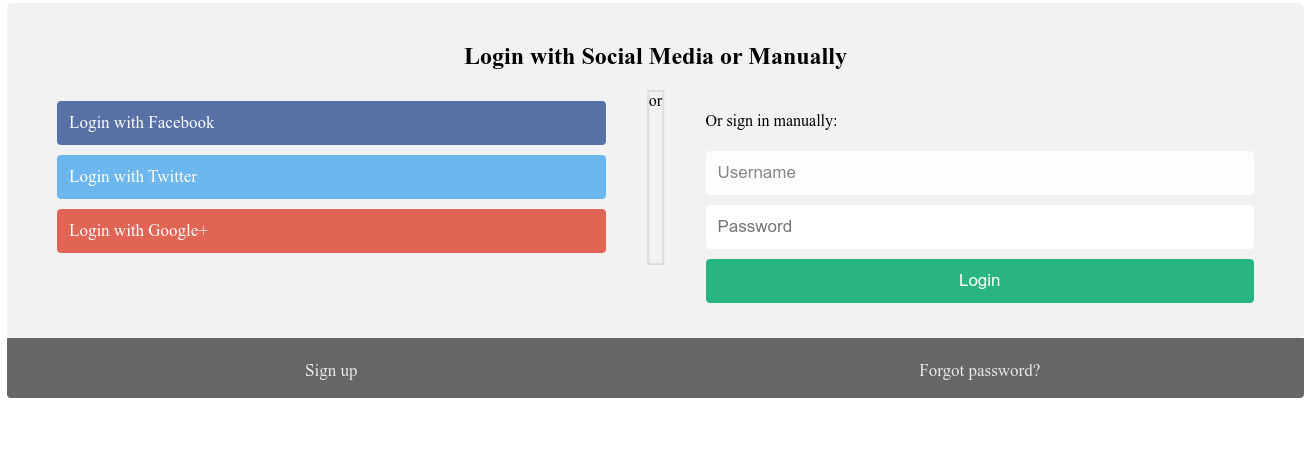 Login with Social Media or Manually
Login with Facebook
Login with Twitter
Login with Google+
or
Or sign in manually:
Username
Password
Login
Sign up
Forgot password?